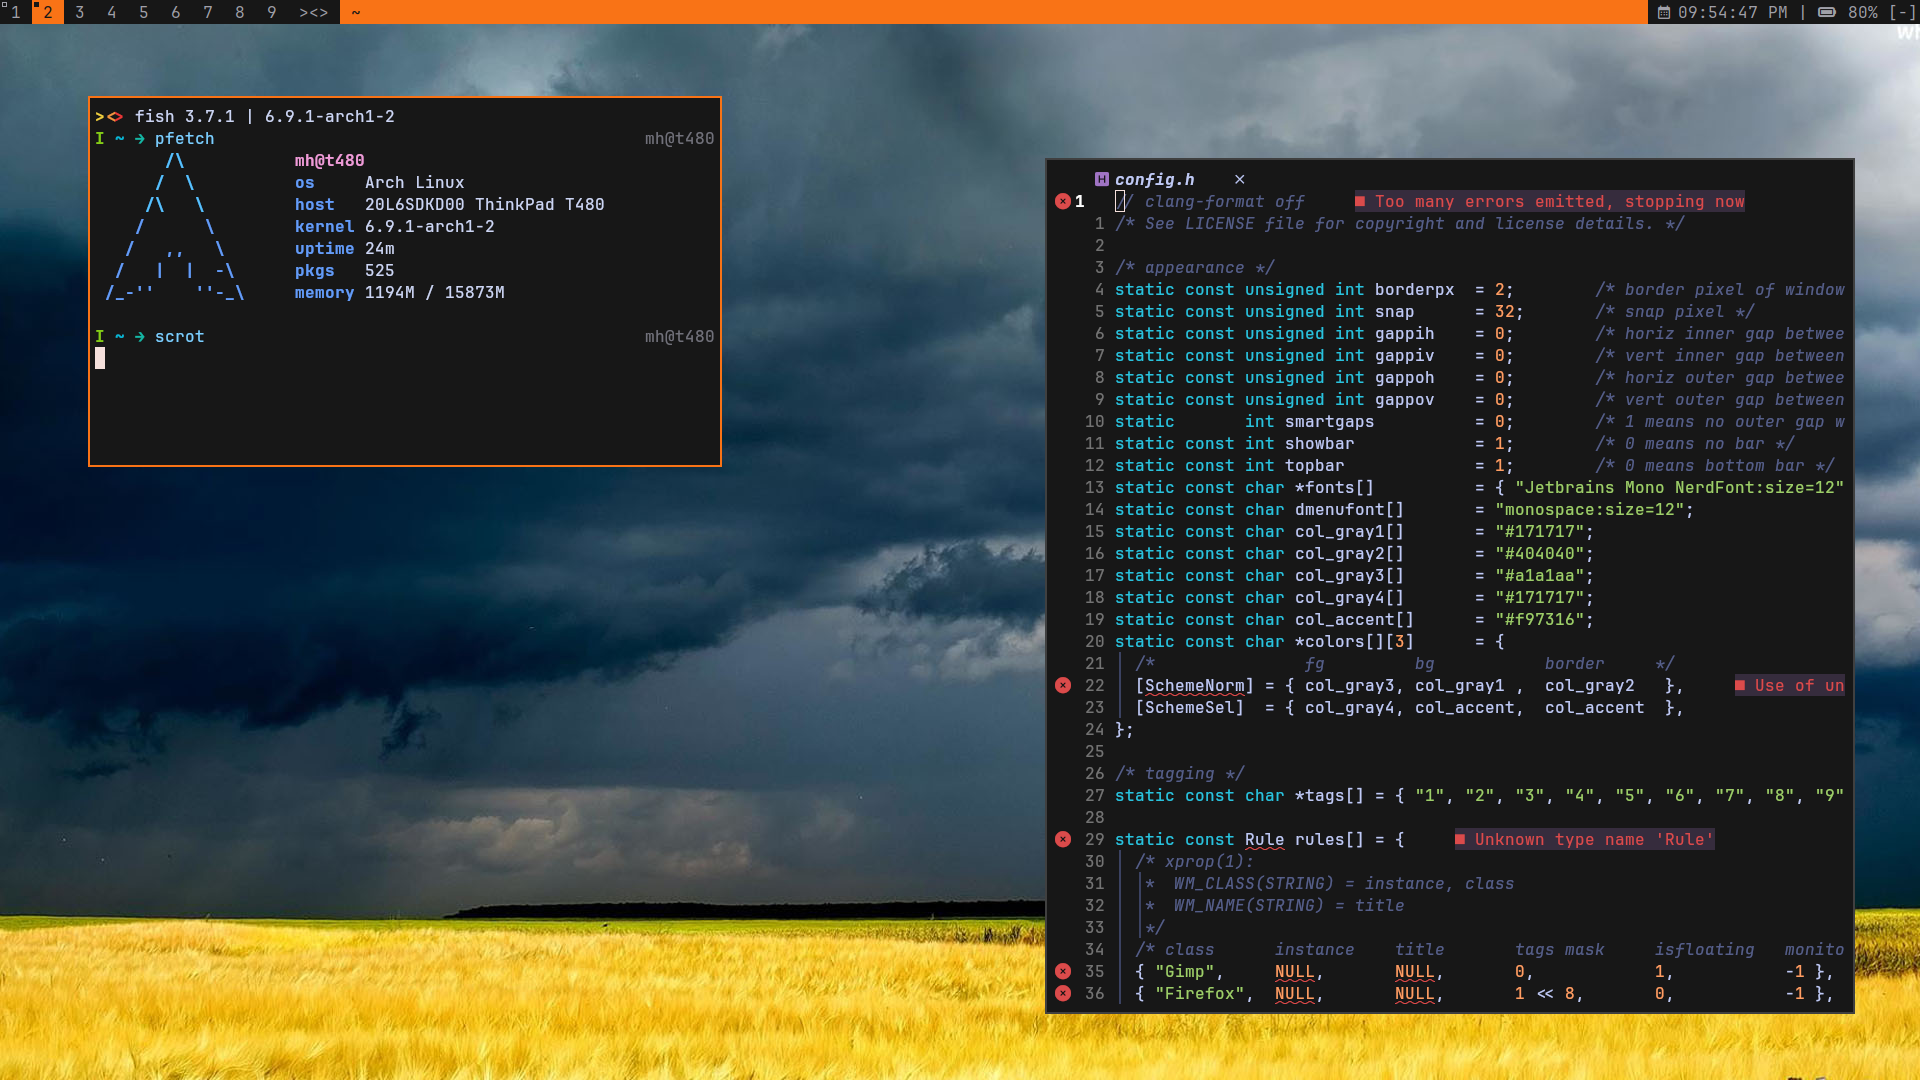 1 2 3 4 5 6 7 8 9 ><> ~ 09:54:47 PM | 80% [-]
><> fish 3.7.1 | 6.9.1-arch1-2
I ~ → pfetch mh@t480
/\ mh@t480
/ \ os Arch Linux
/\ \ host 20L6SDKD00 ThinkPad T480
/ \ kernel 6.9.1-arch1-2
/ ,, \ uptime 24m
/ | | -\ pkgs 525
/_-'' ''-_\ memory 1194M / 15873M
I ~ → scrot mh@t480
config.h ×
1 // clang-format off ■ Too many errors emitted, stopping now
1 /* See LICENSE file for copyright and license details. */
2
3 /* appearance */
4 static const unsigned int borderpx = 2; /* border pixel of window
5 static const unsigned int snap = 32; /* snap pixel */
6 static const unsigned int gappih = 0; /* horiz inner gap betwee
7 static const unsigned int gappiv = 0; /* vert inner gap between
8 static const unsigned int gappoh = 0; /* horiz outer gap betwee
9 static const unsigned int gappov = 0; /* vert outer gap between
10 static int smartgaps = 0; /* 1 means no outer gap w
11 static const int showbar = 1; /* 0 means no bar */
12 static const int topbar = 1; /* 0 means bottom bar */
13 static const char *fonts[] = { "Jetbrains Mono NerdFont:size=12"
14 static const char dmenufont[] = "monospace:size=12";
15 static const char col_gray1[] = "#171717";
16 static const char col_gray2[] = "#404040";
17 static const char col_gray3[] = "#a1a1aa";
18 static const char col_gray4[] = "#171717";
19 static const char col_accent[] = "#f97316";
20 static const char *colors[][3] = {
21 /* fg bg border */
22 [SchemeNorm] = { col_gray3, col_gray1 , col_gray2 }, ■ Use of un
23 [SchemeSel] = { col_gray4, col_accent, col_accent },
24 };
25
26 /* tagging */
27 static const char *tags[] = { "1", "2", "3", "4", "5", "6", "7", "8", "9"
28
29 static const Rule rules[] = { ■ Unknown type name 'Rule'
30 /* xprop(1):
31 * WM_CLASS(STRING) = instance, class
32 * WM_NAME(STRING) = title
33 */
34 /* class instance title tags mask isfloating monito
35 { "Gimp", NULL, NULL, 0, 1, -1 },
36 { "Firefox", NULL, NULL, 1 << 8, 0, -1 },